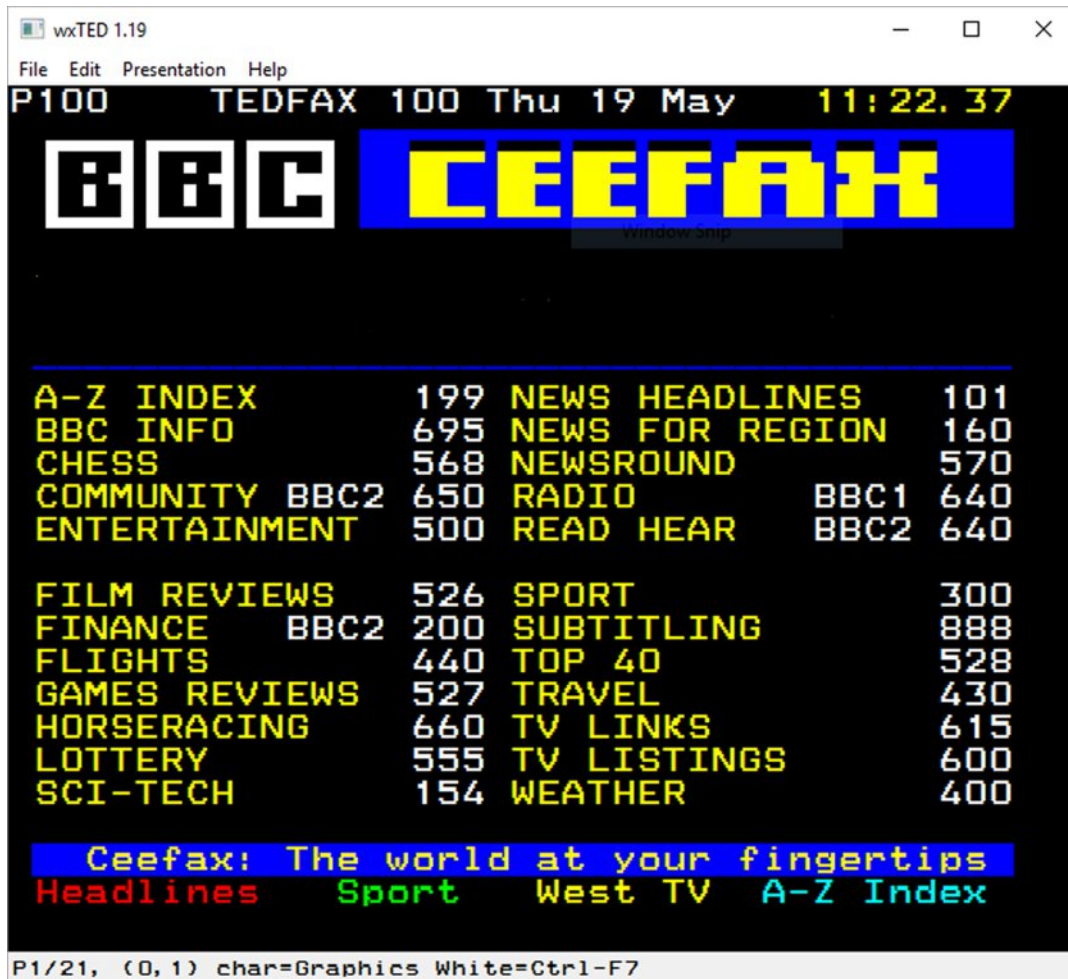 wxTED 1.19
File Edit Presentation Help
P100 TEDFAX 100 Thu 19 May 11:22.37
BBC CEEFAX
Window Snip
A-Z INDEX 199 NEWS HEADLINES 101
BBC INFO 695 NEWS FOR REGION 160
CHESS 568 NEWSROUND 570
COMMUNITY BBC2 650 RADIO BBC1 640
ENTERTAINMENT 500 READ HEAR BBC2 640
FILM REVIEWS 526 SPORT 300
FINANCE BBC2 200 SUBTITLING 888
FLIGHTS 440 TOP 40 528
GAMES REVIEWS 527 TRAVEL 430
HORSERACING 660 TV LINKS 615
LOTTERY 555 TV LISTINGS 600
SCI-TECH 154 WEATHER 400
Ceefax: The world at your fingertips
Headlines Sport West TV A-Z Index
P1/21, (0,1) char=Graphics White=Ctrl-F7